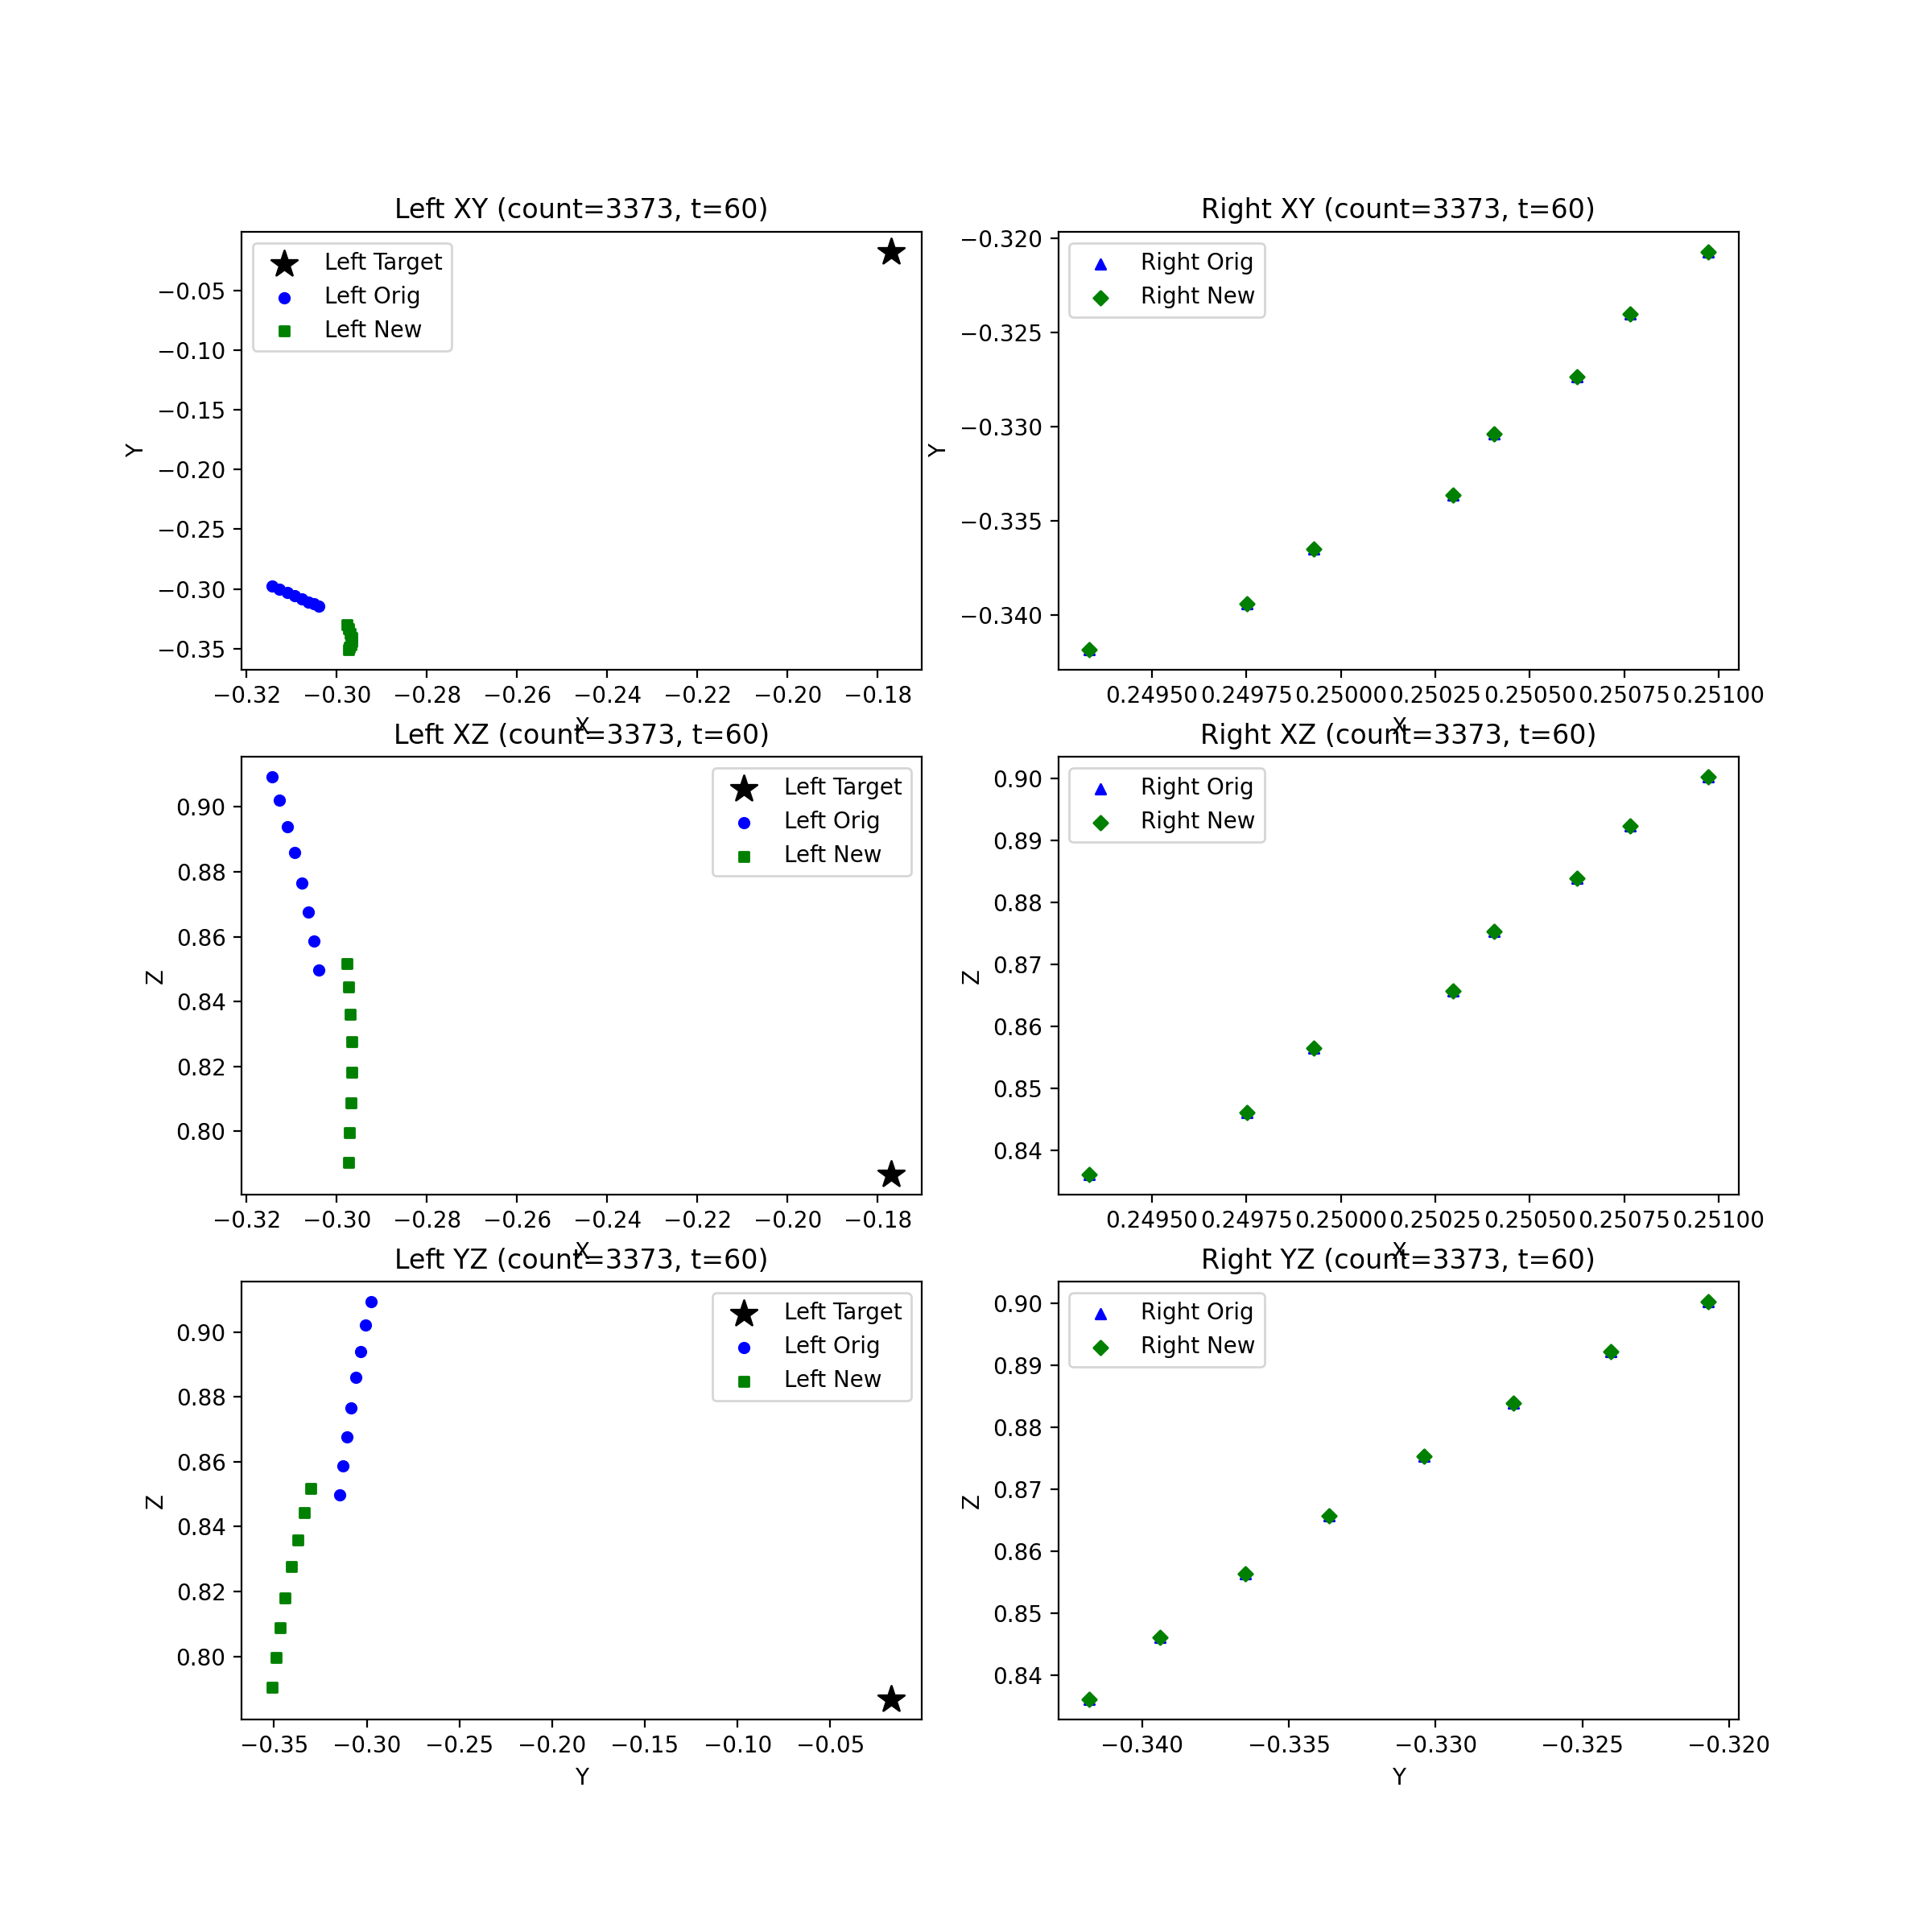 Left XY (count=3373, t=60)
Left Target
Left Orig
Left New
Y
−0.05
−0.10
−0.15
−0.20
−0.25
−0.30
−0.35
−0.32 −0.30 −0.28 −0.26 −0.24 −0.22 −0.20 −0.18
X
Right XY (count=3373, t=60)
Right Orig
Right New
Y
−0.320
−0.325
−0.330
−0.335
−0.340
0.24950 0.24975 0.25000 0.25025 0.25050 0.25075 0.25100
X
Left XZ (count=3373, t=60)
Left Target
Left Orig
Left New
Z
0.90
0.88
0.86
0.84
0.82
0.80
−0.32 −0.30 −0.28 −0.26 −0.24 −0.22 −0.20 −0.18
X
Right XZ (count=3373, t=60)
Right Orig
Right New
Z
0.90
0.89
0.88
0.87
0.86
0.85
0.84
0.24950 0.24975 0.25000 0.25025 0.25050 0.25075 0.25100
X
Left YZ (count=3373, t=60)
Left Target
Left Orig
Left New
Z
0.90
0.88
0.86
0.84
0.82
0.80
−0.35 −0.30 −0.25 −0.20 −0.15 −0.10 −0.05
Y
Right YZ (count=3373, t=60)
Right Orig
Right New
Z
0.90
0.89
0.88
0.87
0.86
0.85
0.84
−0.340 −0.335 −0.330 −0.325 −0.320
Y